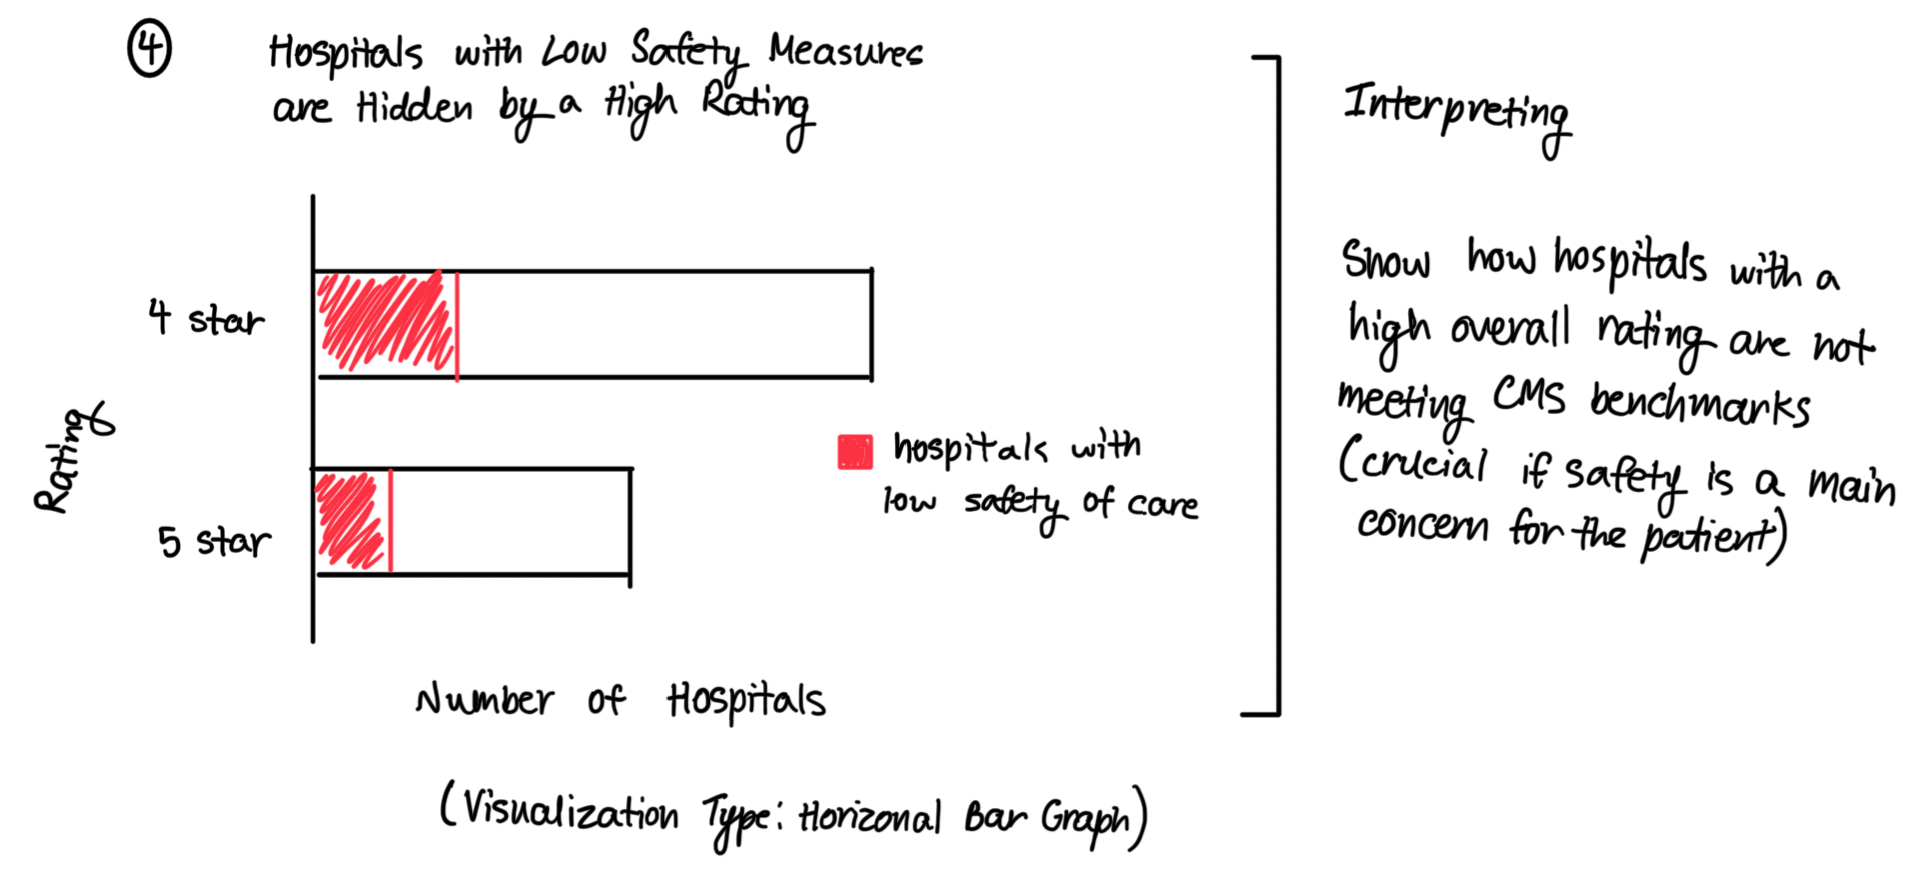 4
Hospitals with Low Safety Measures
are Hidden by a High Rating
Rating
4 star
5 star
hospitals with
low safety of care
Number of Hospitals
(Visualization Type: Horizonal Bar Graph)
Interpreting
Show how hospitals with a
high overall rating are not
meeting CMS benchmarks
(crucial if safety is a main
concern for the patient)